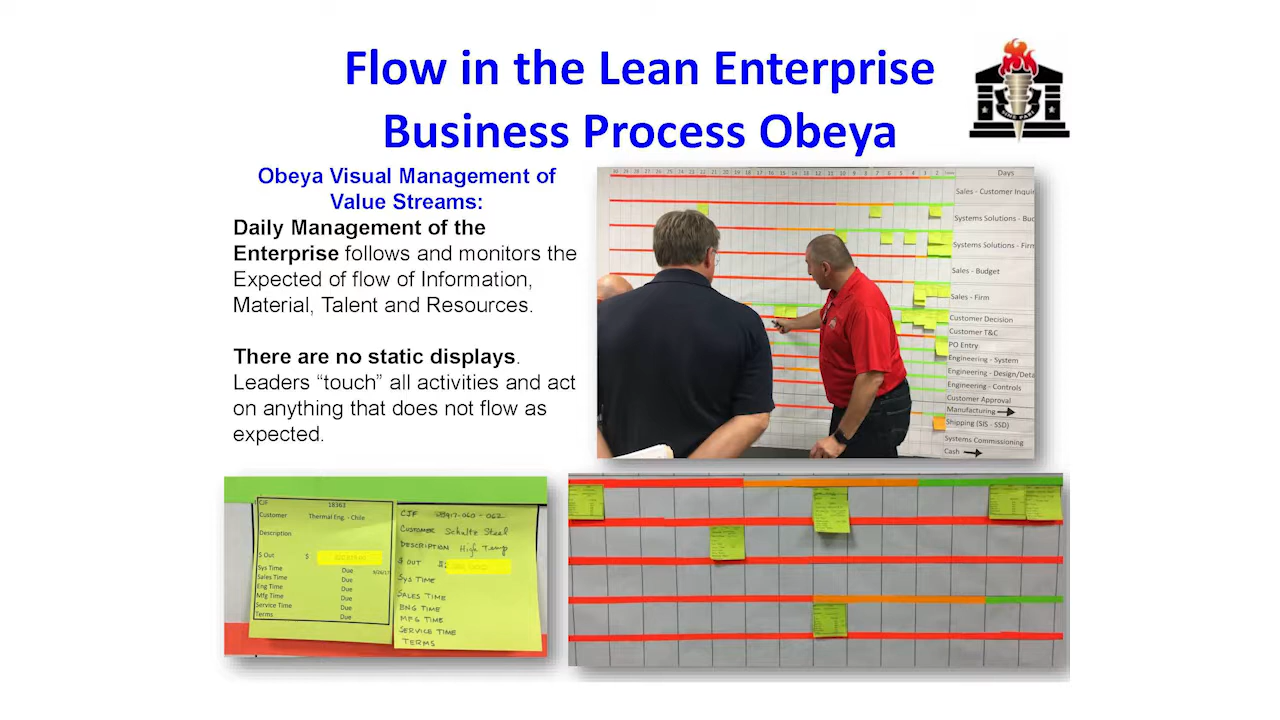 Flow in the Lean Enterprise
Business Process Obeya
Obeya Visual Management of
Value Streams:
Daily Management of the
Enterprise follows and monitors the
Expected of flow of Information,
Material, Talent and Resources.
There are no static displays.
Leaders “touch” all activities and act
on anything that does not flow as
expected.
Days
Sales - Customer Inquir
Systems Solutions - Bud
Systems Solutions - Firm
Sales - Budget
Sales - Firm
Customer Decision
Customer T&C
PO Entry
Engineering - System
Engineering - Design/Deta
Engineering - Controls
Customer Approval
Manufacturing
Shipping (SIS - SSD)
Systems Commissioning
Cash
CJF 18363
Customer Thermal Eng. - Chile
Description
$ Out $
Sys Time Due
Sales Time Due
Eng Time Due
Mfg Time Due
Service Time Due
Terms Due
CJF
CUSTOMER Schultz Steel
DESCRIPTION High Temp
$ OUT $:
SYS TIME
SALES TIME
ENG TIME
MFG TIME
SERVICE TIME
TERMS